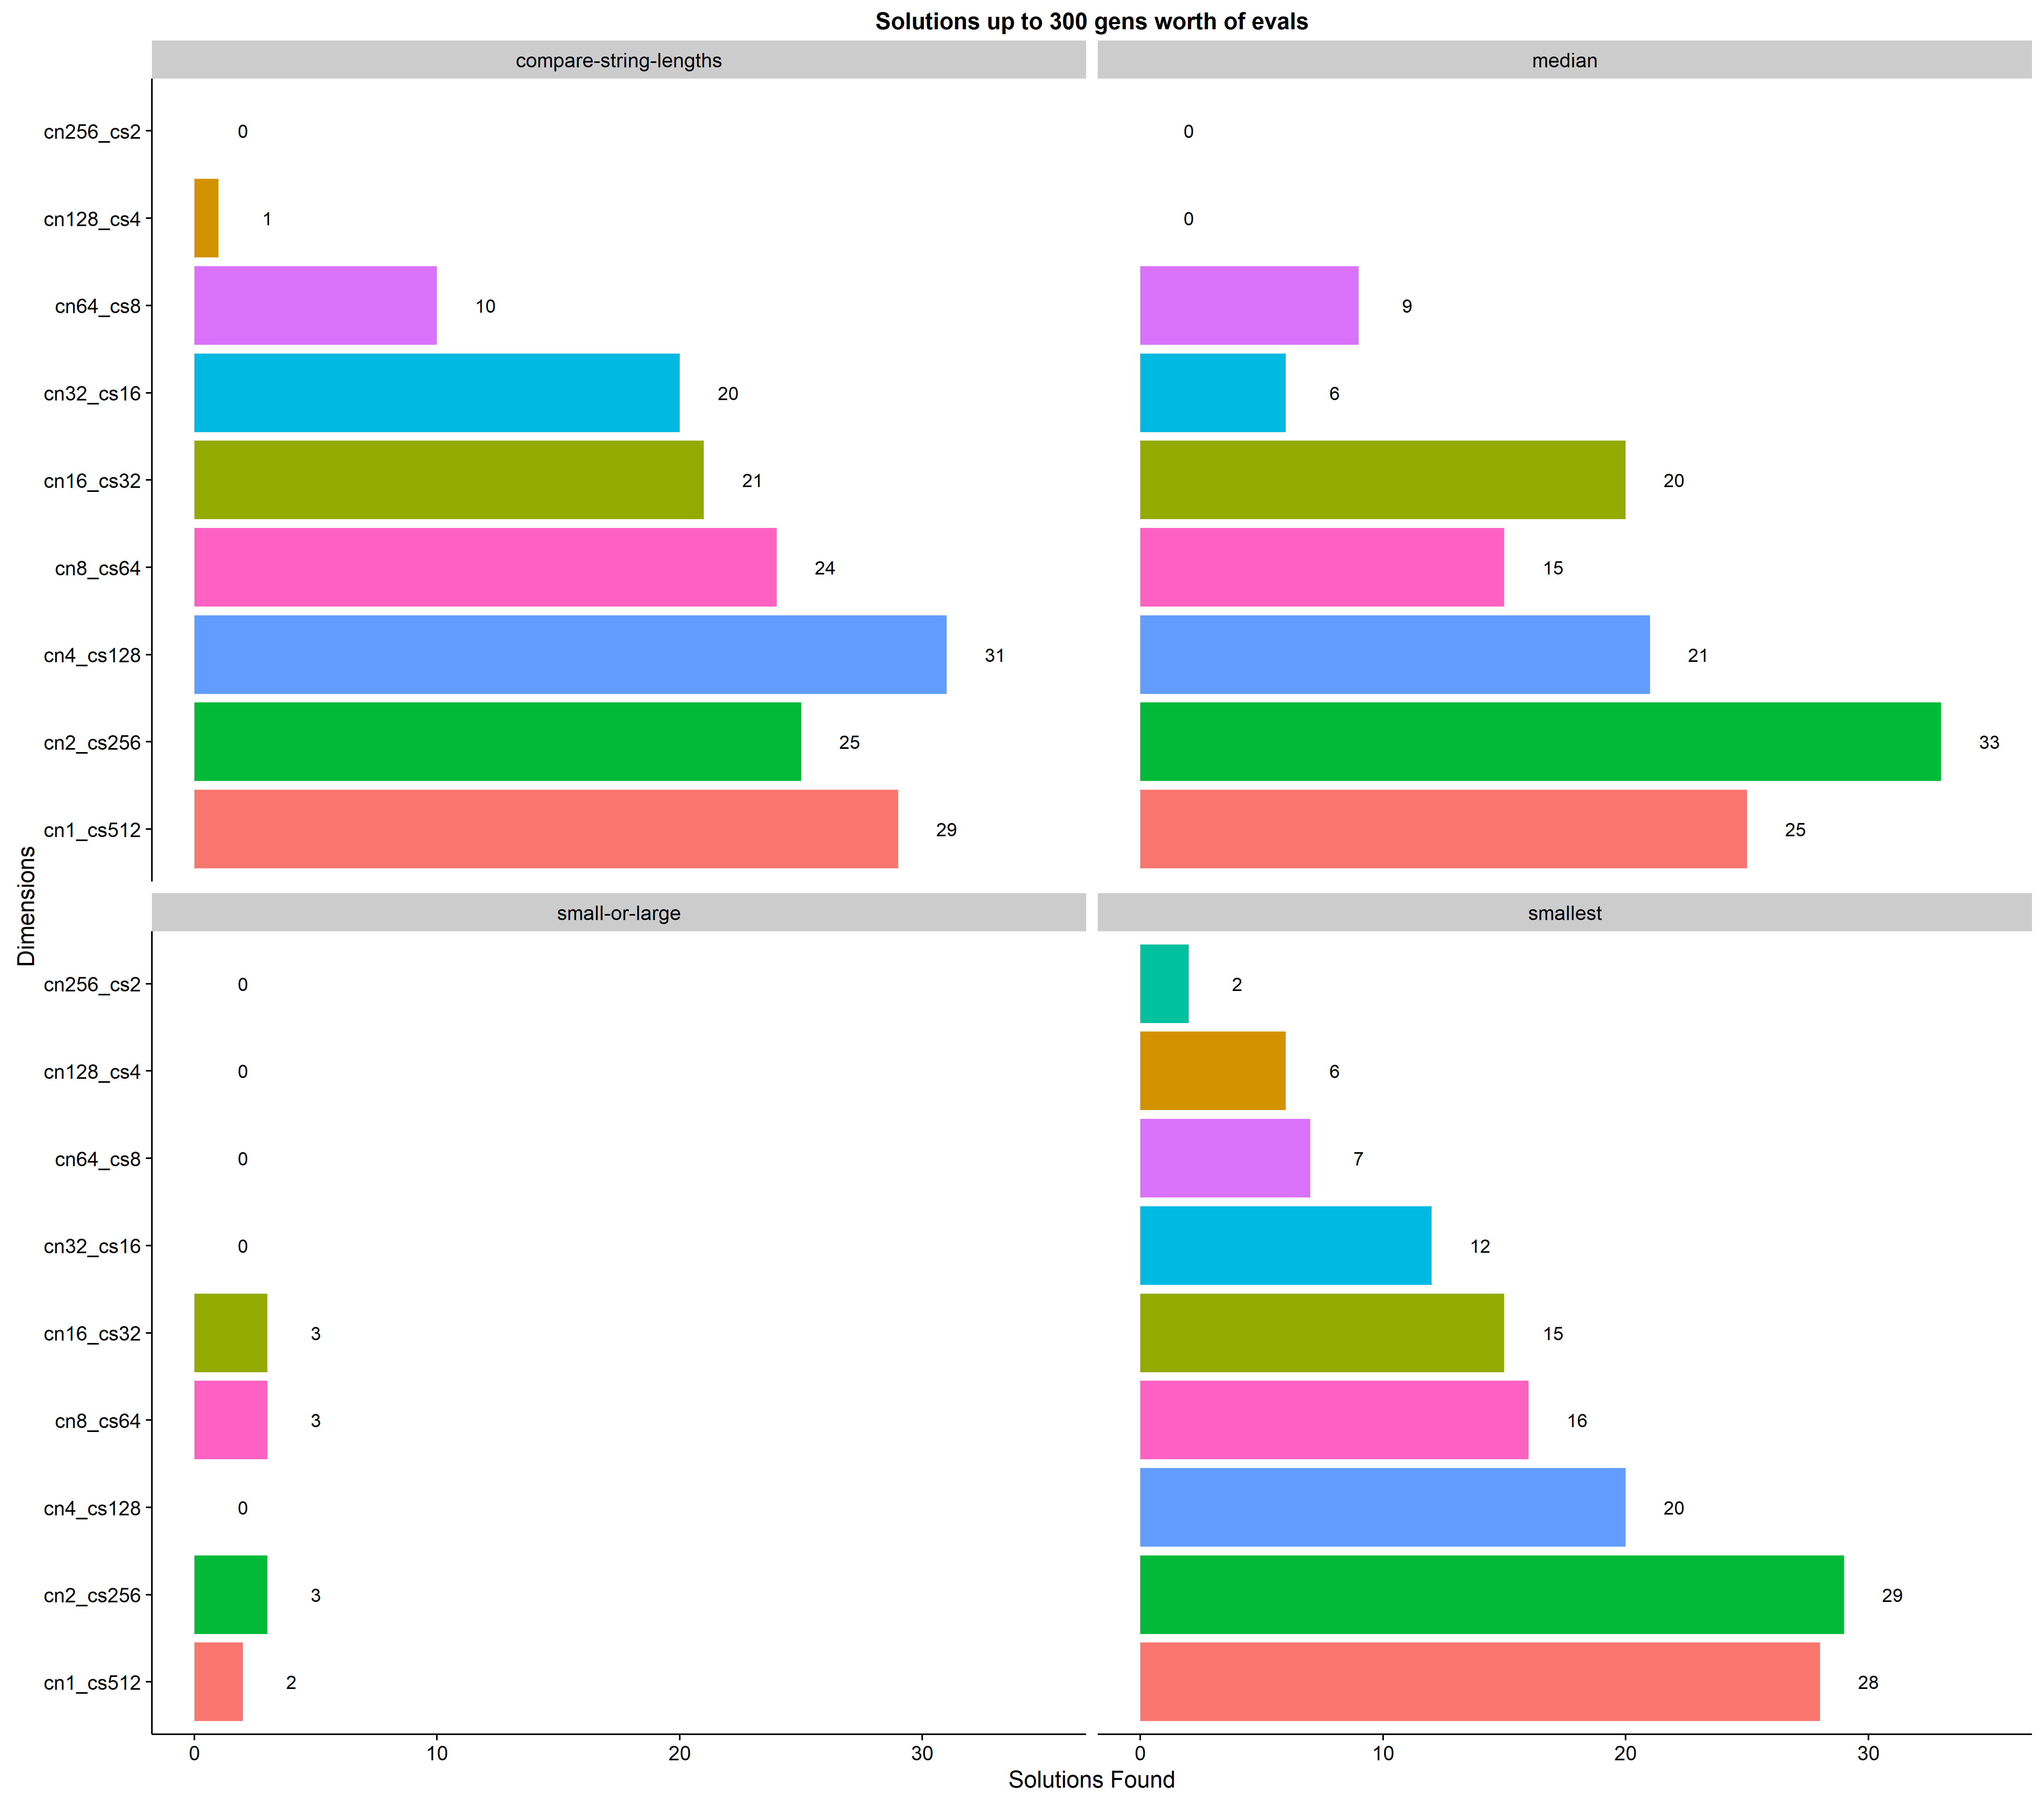 Solutions up to 300 gens worth of evals
compare-string-lengths
median
cn256_cs2 0 0
cn128_cs4 1 0
cn64_cs8 10 9
cn32_cs16 20 6
cn16_cs32 21 20
cn8_cs64 24 15
cn4_cs128 31 21
cn2_cs256 25 33
cn1_cs512 29 25
Dimensions
small-or-large
smallest
cn256_cs2 0 2
cn128_cs4 0 6
cn64_cs8 0 7
cn32_cs16 0 12
cn16_cs32 3 15
cn8_cs64 3 16
cn4_cs128 0 20
cn2_cs256 3 29
cn1_cs512 2 28
0 10 20 30 0 10 20 30
Solutions Found